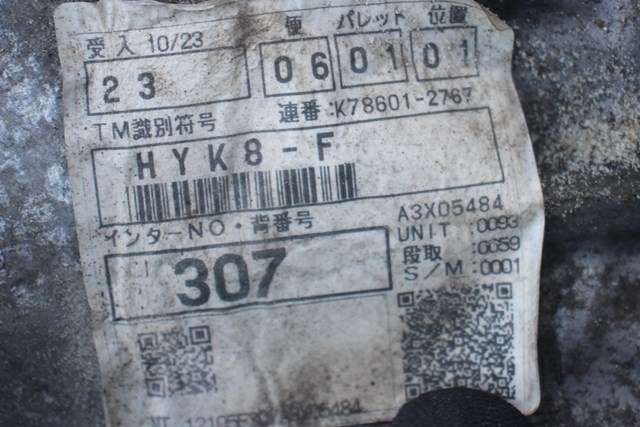 受入 10/23 便 パレット 位置
23 06 01 01
TM識別符号 連番:K78601-2767
HYK8-F
インターNO・背番号 A3X05484
UNIT :0093
307 段取 :0059
S/M :0001